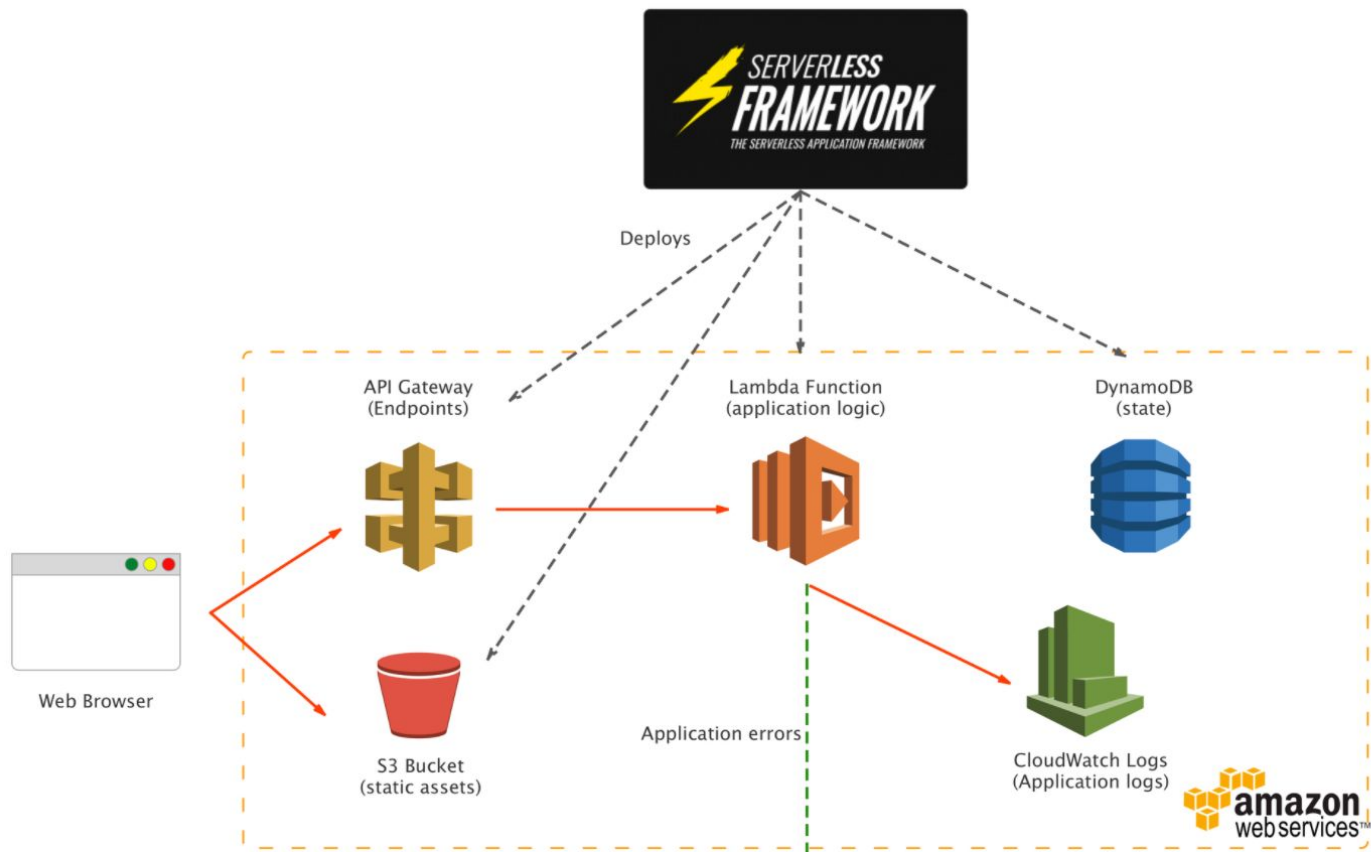 SERVERLESS
FRAMEWORK
THE SERVERLESS APPLICATION FRAMEWORK
Deploys
API Gateway
(Endpoints)
Lambda Function
(application logic)
DynamoDB
(state)
Web Browser
S3 Bucket
(static assets)
Application errors
CloudWatch Logs
(Application logs)
amazon
webservices™